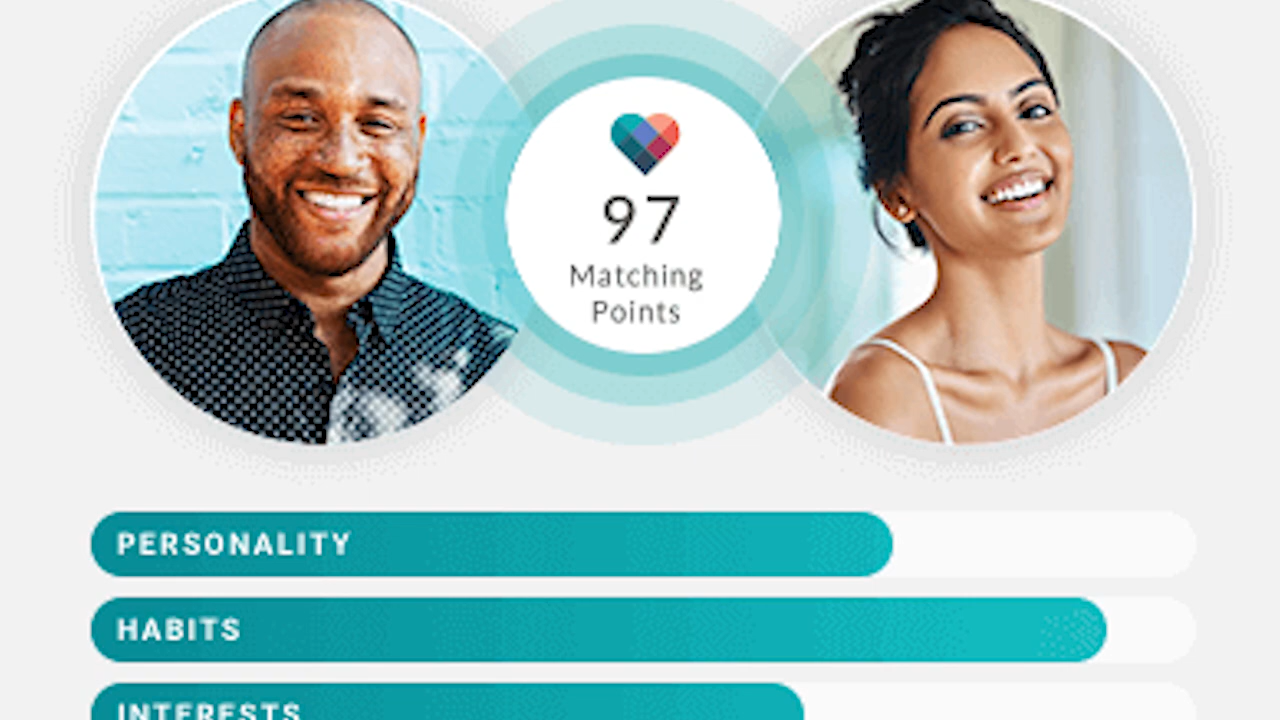 97
Matching
Points
PERSONALITY
HABITS
INTERESTS